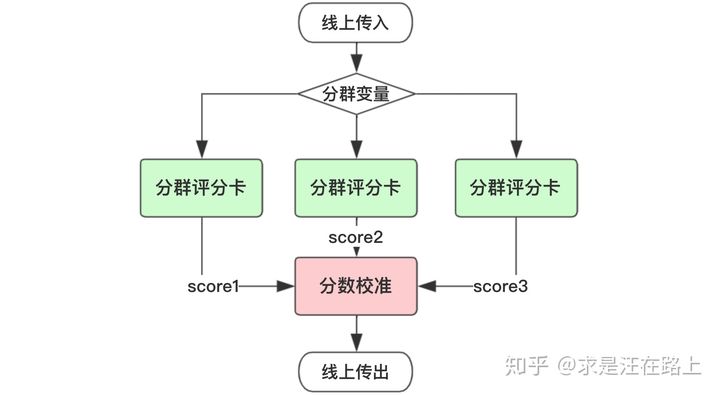 线上传入
分群变量
分群评分卡
分群评分卡
分群评分卡
score2
score1
分数校准
score3
线上传出
知乎 @求是汪在路上